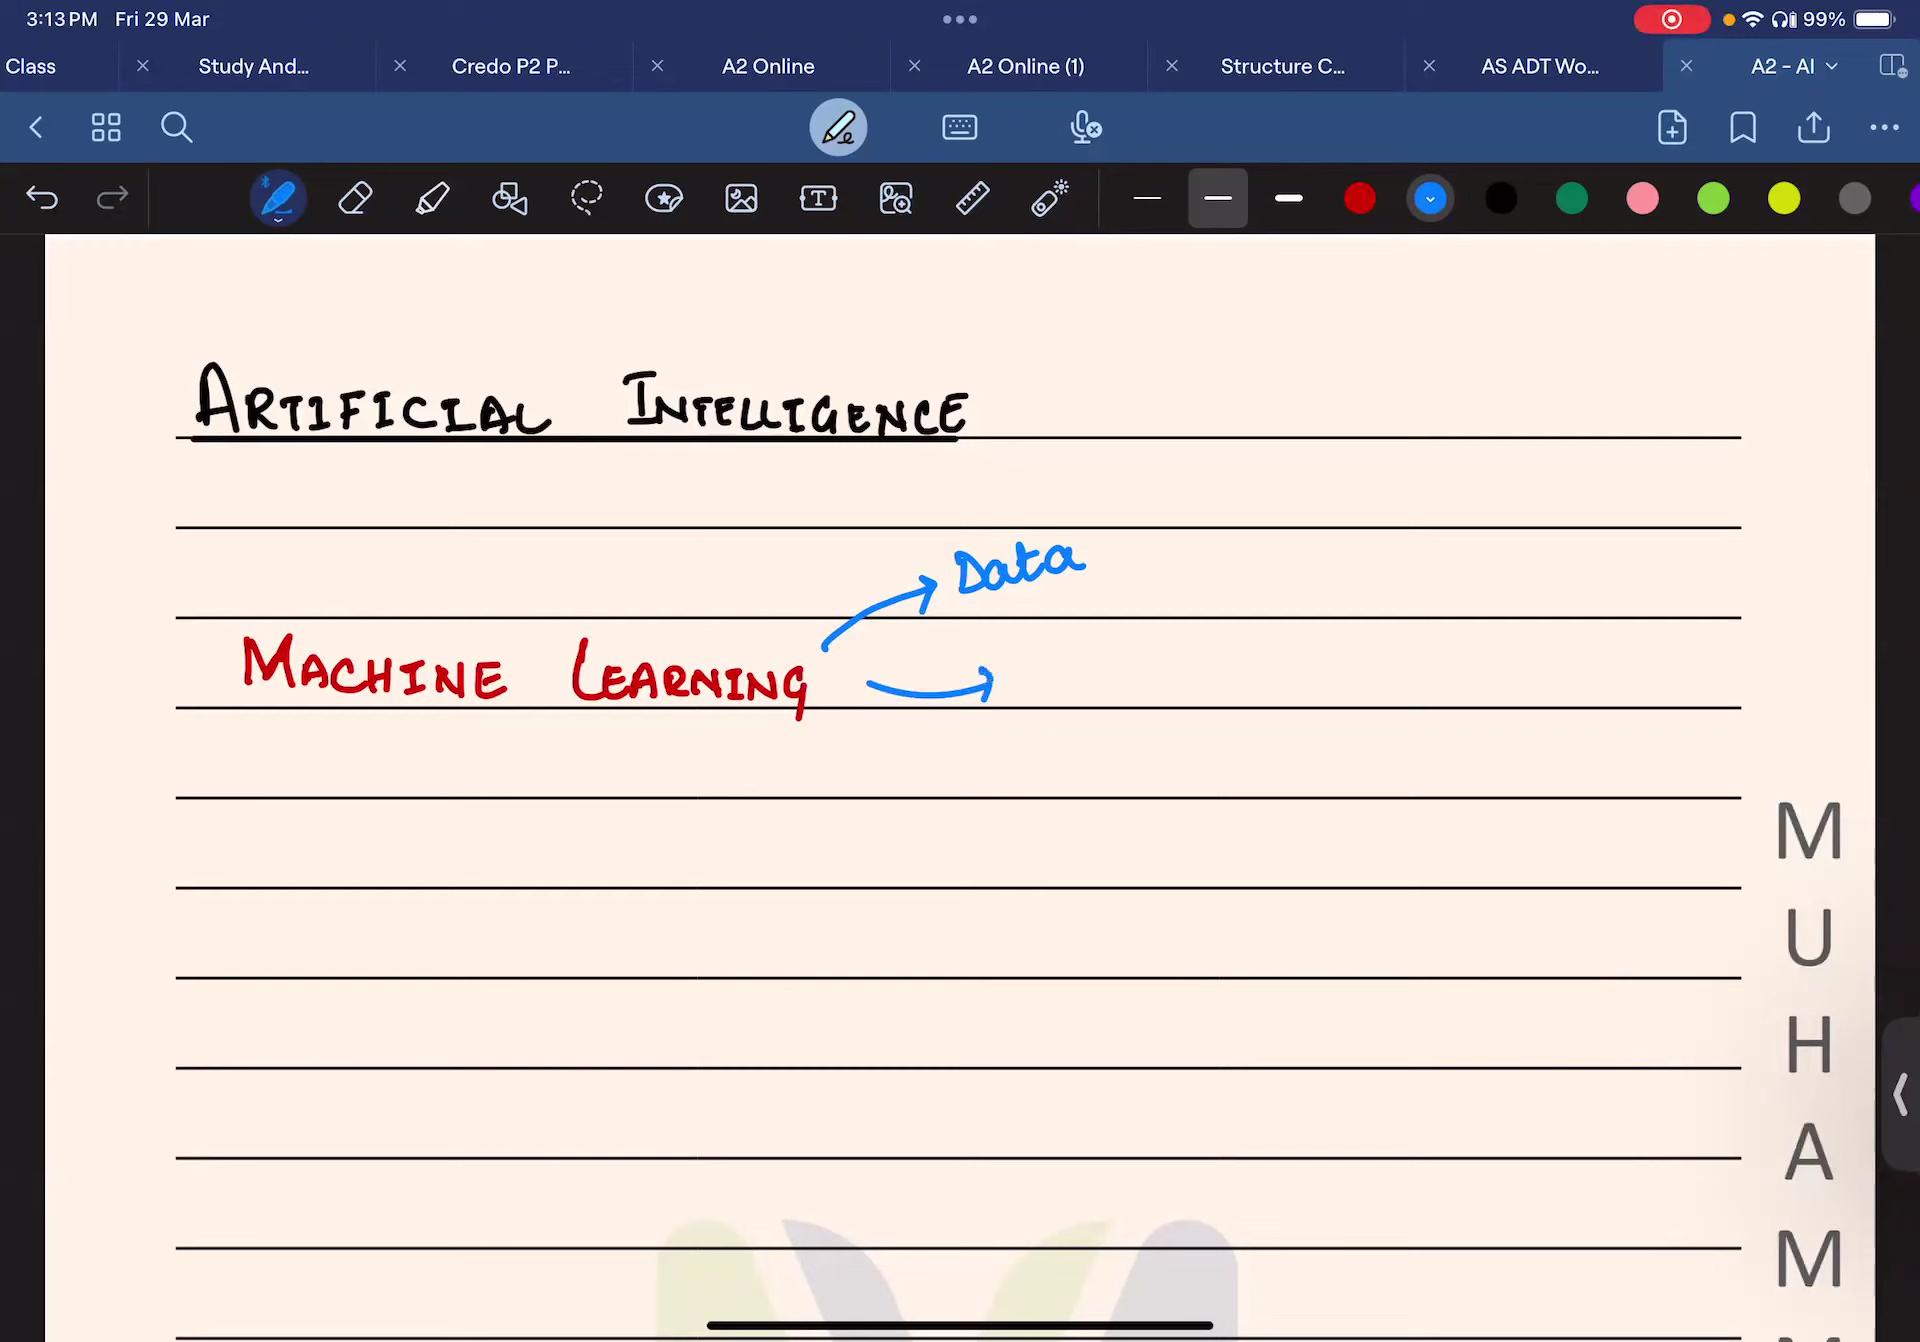 3:13 PM Fri 29 Mar 99%
Class Study And... Credo P2 P... A2 Online A2 Online (1) Structure C... AS ADT Wo... A2 - AI
ARTIFICIAL INTELLIGENCE
Data
MACHINE LEARNING
M
U
H
A
M